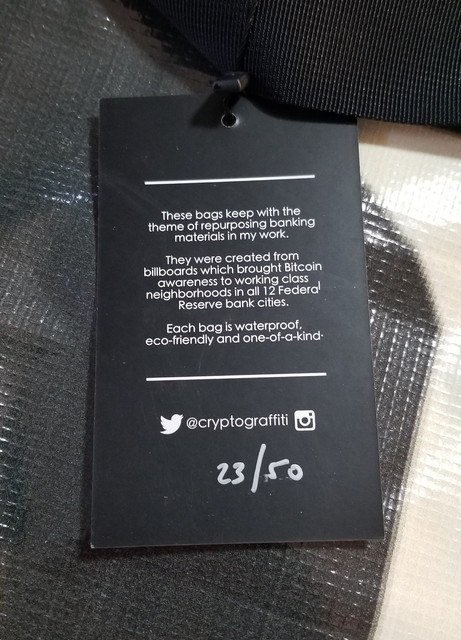 These bags keep with the
theme of repurposing banking
materials in my work.
They were created from
billboards which brought Bitcoin
awareness to working class
neighborhoods in all 12 Federal
Reserve bank cities.
Each bag is waterproof,
eco-friendly and one-of-a-kind.
@cryptograffiti
23/50